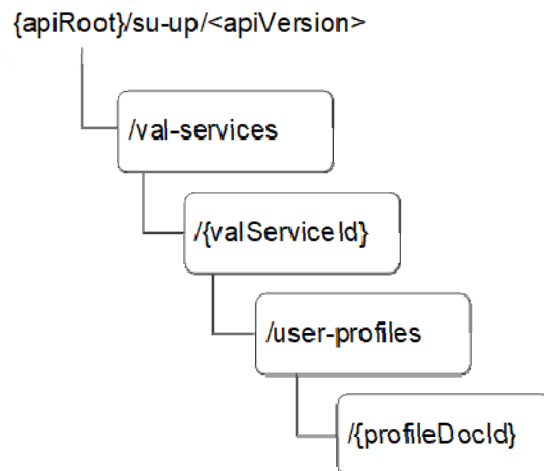 {apiRoot}/su-up/<apiVersion>
/val-services
/{valServiceId}
/user-profiles
/{profileDocId}